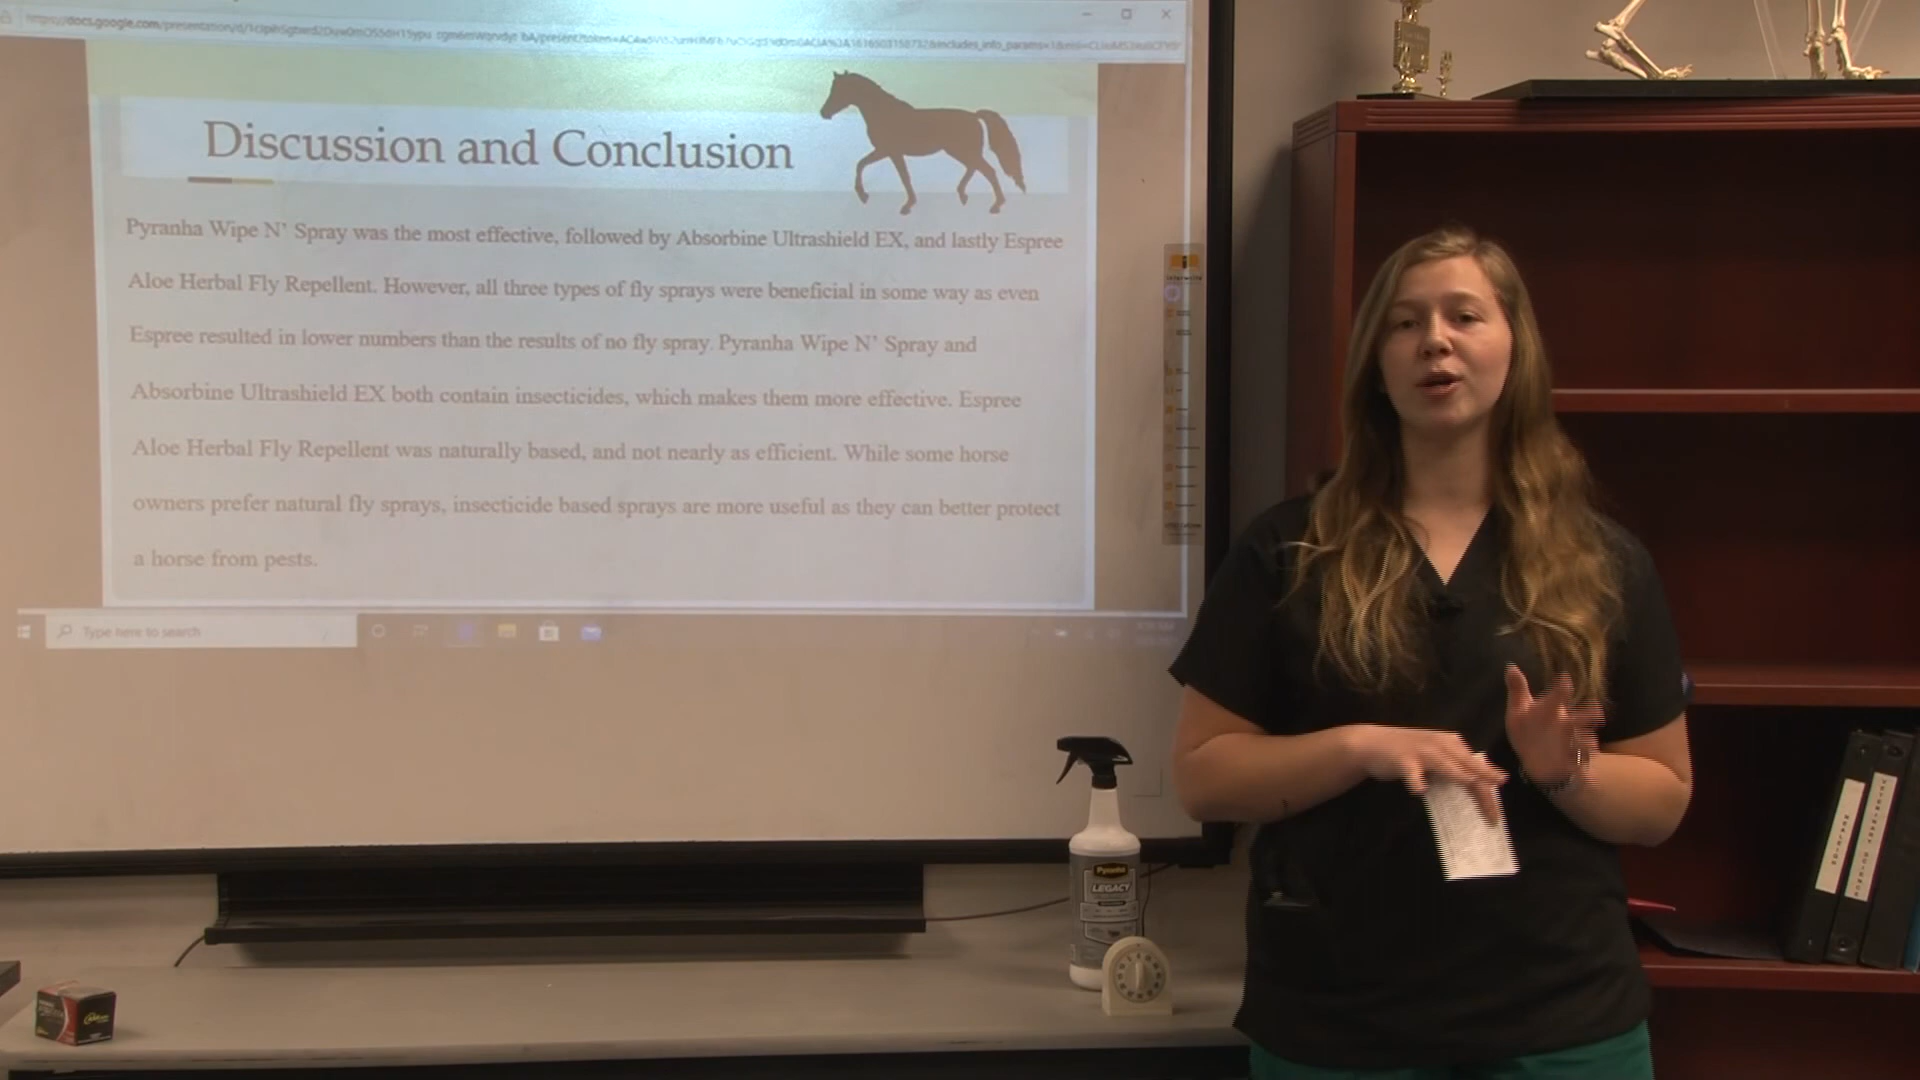 Discussion and Conclusion
Pyranha Wipe N' Spray was the most effective, followed by Absorbine Ultrashield EX, and lastly Espree
Aloe Herbal Fly Repellent. However, all three types of fly sprays were beneficial in some way as even
Espree resulted in lower numbers than the results of no fly spray. Pyranha Wipe N' Spray and
Absorbine Ultrashield EX both contain insecticides, which makes them more effective. Espree
Aloe Herbal Fly Repellent was naturally based, and not nearly as efficient. While some horse
owners prefer natural fly sprays, insecticide based sprays are more useful as they can better protect
a horse from pests.
Type here to search
Pyranha
LEGACY
VETERINARY SCIENCE